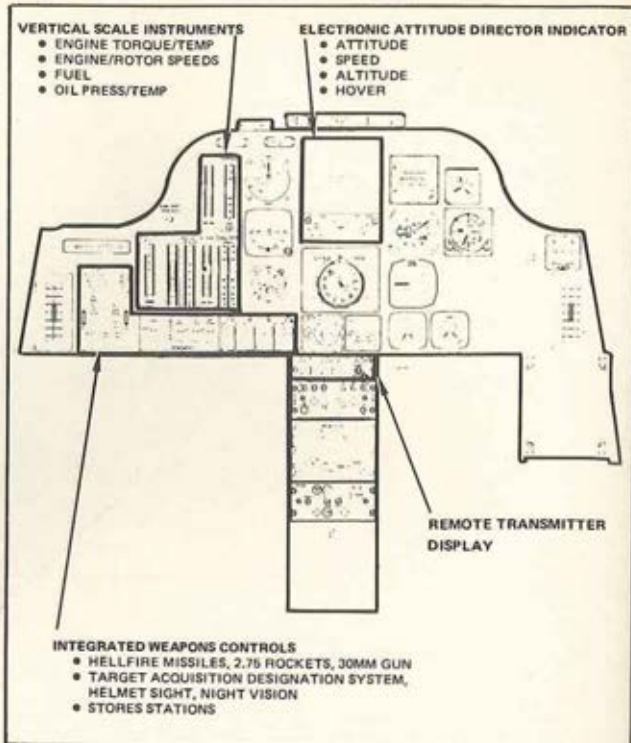 VERTICAL SCALE INSTRUMENTS
● ENGINE TORQUE/TEMP
● ENGINE/ROTOR SPEEDS
● FUEL
● OIL PRESS/TEMP
ELECTRONIC ATTITUDE DIRECTOR INDICATOR
● ATTITUDE
● SPEED
● ALTITUDE
● HOVER
REMOTE TRANSMITTER
DISPLAY
INTEGRATED WEAPONS CONTROLS
● HELLFIRE MISSILES, 2.75 ROCKETS, 30MM GUN
● TARGET ACQUISITION DESIGNATION SYSTEM,
HELMET SIGHT, NIGHT VISION
● STORES STATIONS